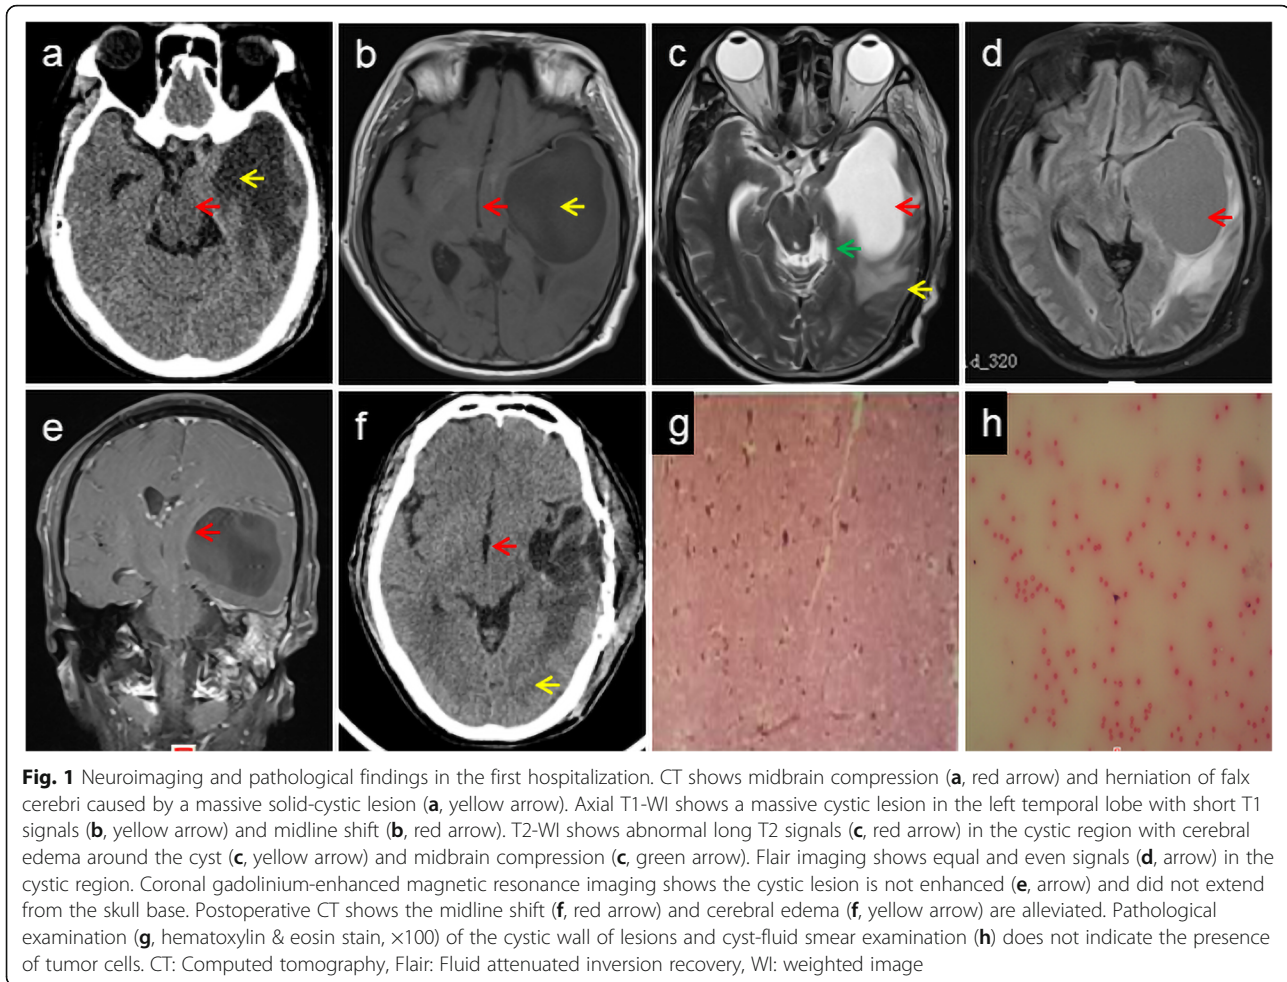 a
b
c
d
d_320
e
f
g
h
Fig. 1 Neuroimaging and pathological findings in the first hospitalization. CT shows midbrain compression (a, red arrow) and herniation of falx
cerebri caused by a massive solid-cystic lesion (a, yellow arrow). Axial T1-WI shows a massive cystic lesion in the left temporal lobe with short T1
signals (b, yellow arrow) and midline shift (b, red arrow). T2-WI shows abnormal long T2 signals (c, red arrow) in the cystic region with cerebral
edema around the cyst (c, yellow arrow) and midbrain compression (c, green arrow). Flair imaging shows equal and even signals (d, arrow) in the
cystic region. Coronal gadolinium-enhanced magnetic resonance imaging shows the cystic lesion is not enhanced (e, arrow) and did not extend
from the skull base. Postoperative CT shows the midline shift (f, red arrow) and cerebral edema (f, yellow arrow) are alleviated. Pathological
examination (g, hematoxylin & eosin stain, ×100) of the cystic wall of lesions and cyst-fluid smear examination (h) does not indicate the presence
of tumor cells. CT: Computed tomography, Flair: Fluid attenuated inversion recovery, WI: weighted image